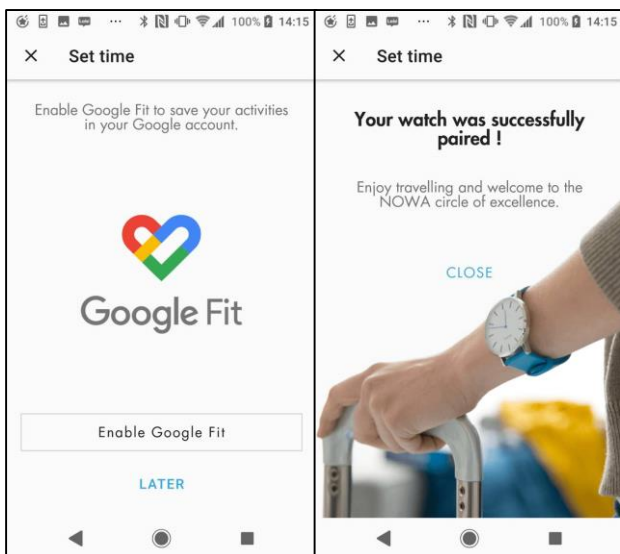 100% 14:15
Set time
Enable Google Fit to save your activities
in your Google account.
Google Fit
Enable Google Fit
LATER
100% 14:15
Set time
Your watch was successfully
paired !
Enjoy travelling and welcome to the
NOWA circle of excellence.
CLOSE